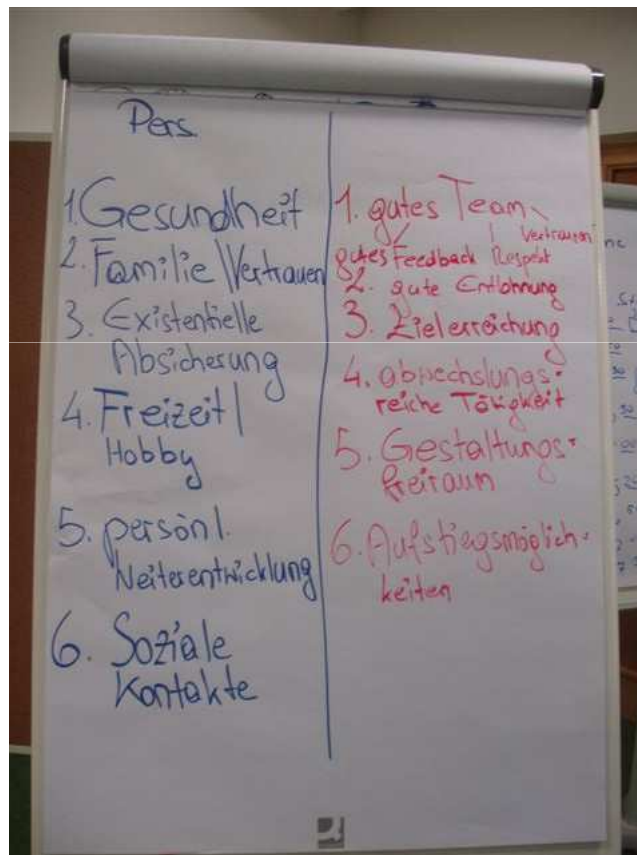 Pers.
1. Gesundheit
2. Familie/Vertrauen
3. Existentielle
Absicherung
4. Freizeit/
Hobby
5. persönl.
Weiterentwicklung
6. Soziale
Kontakte
1. gutes Team
Vertrauen
gutes Feedback Respekt
2. gute Entlohnung
3. Zielerreichung
4. abwechslungs-
reiche Tätigkeit
5. Gestaltungs-
freiraum
6. Aufstiegsmöglich-
keiten